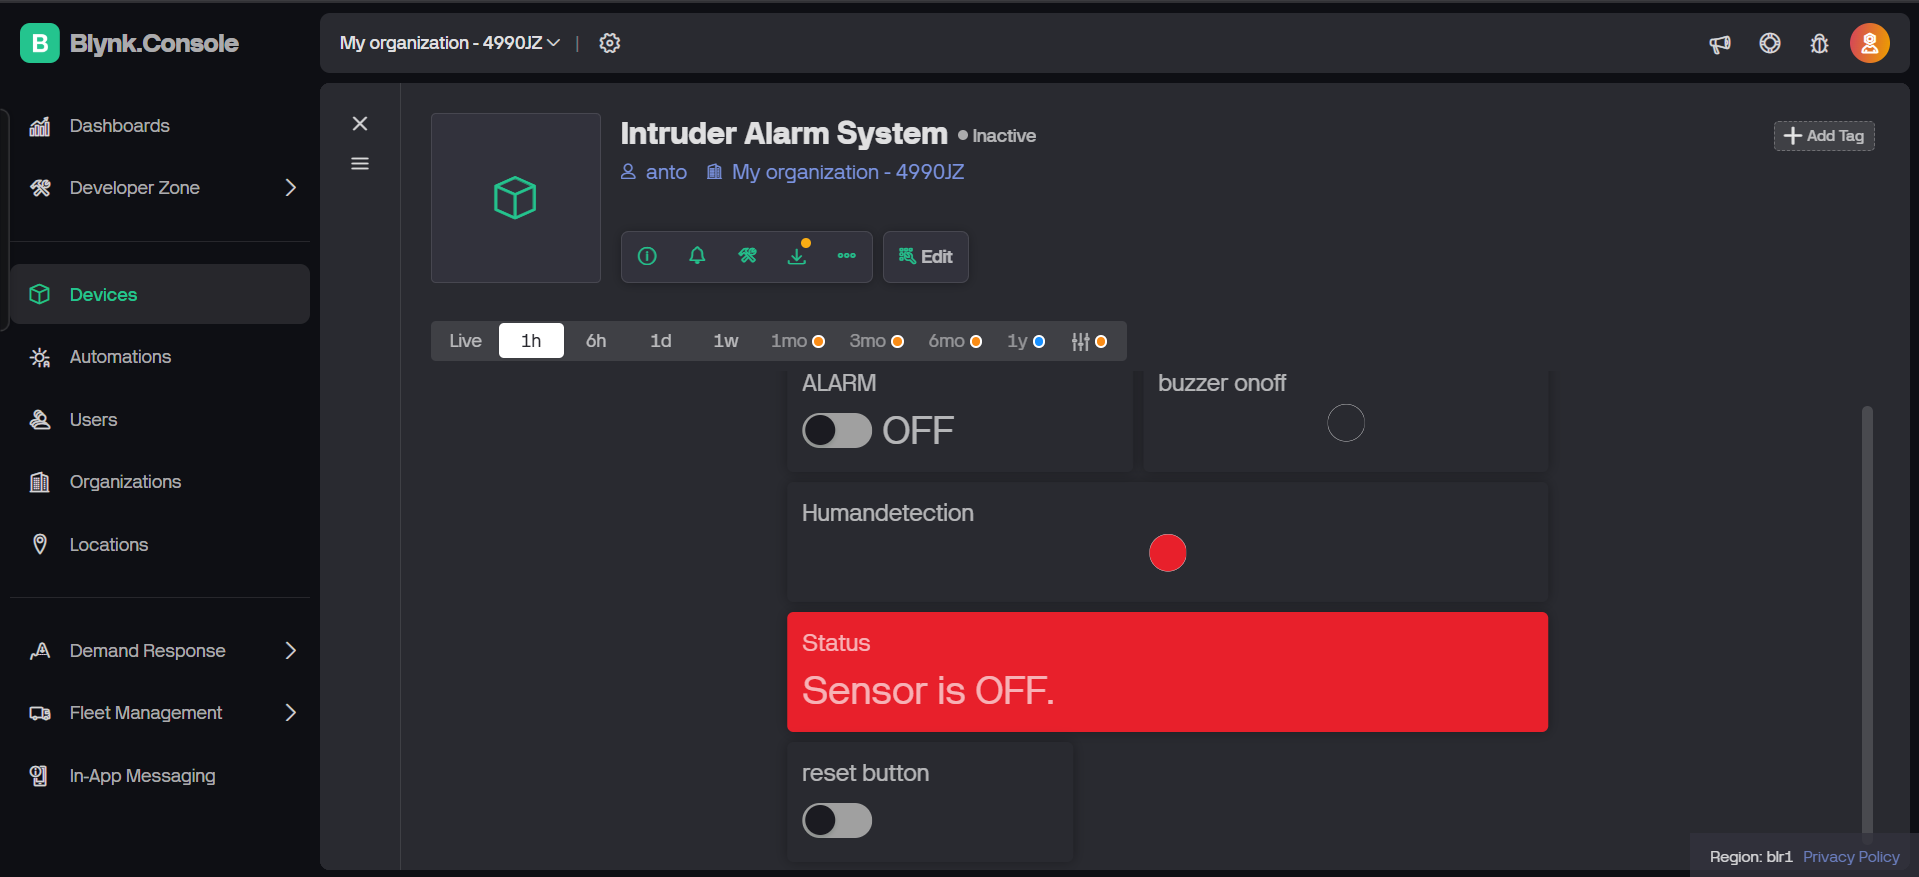 B Blynk.Console
My organization - 4990JZ
Dashboards
Developer Zone
Devices
Automations
Users
Organizations
Locations
Demand Response
Fleet Management
In-App Messaging
Intruder Alarm System Inactive
Add Tag
anto My organization - 4990JZ
Edit
Live 1h 6h 1d 1w 1mo 3mo 6mo 1y
ALARM
OFF
buzzer onoff
Humandetection
Status
Sensor is OFF.
reset button
Region: blr1 Privacy Policy